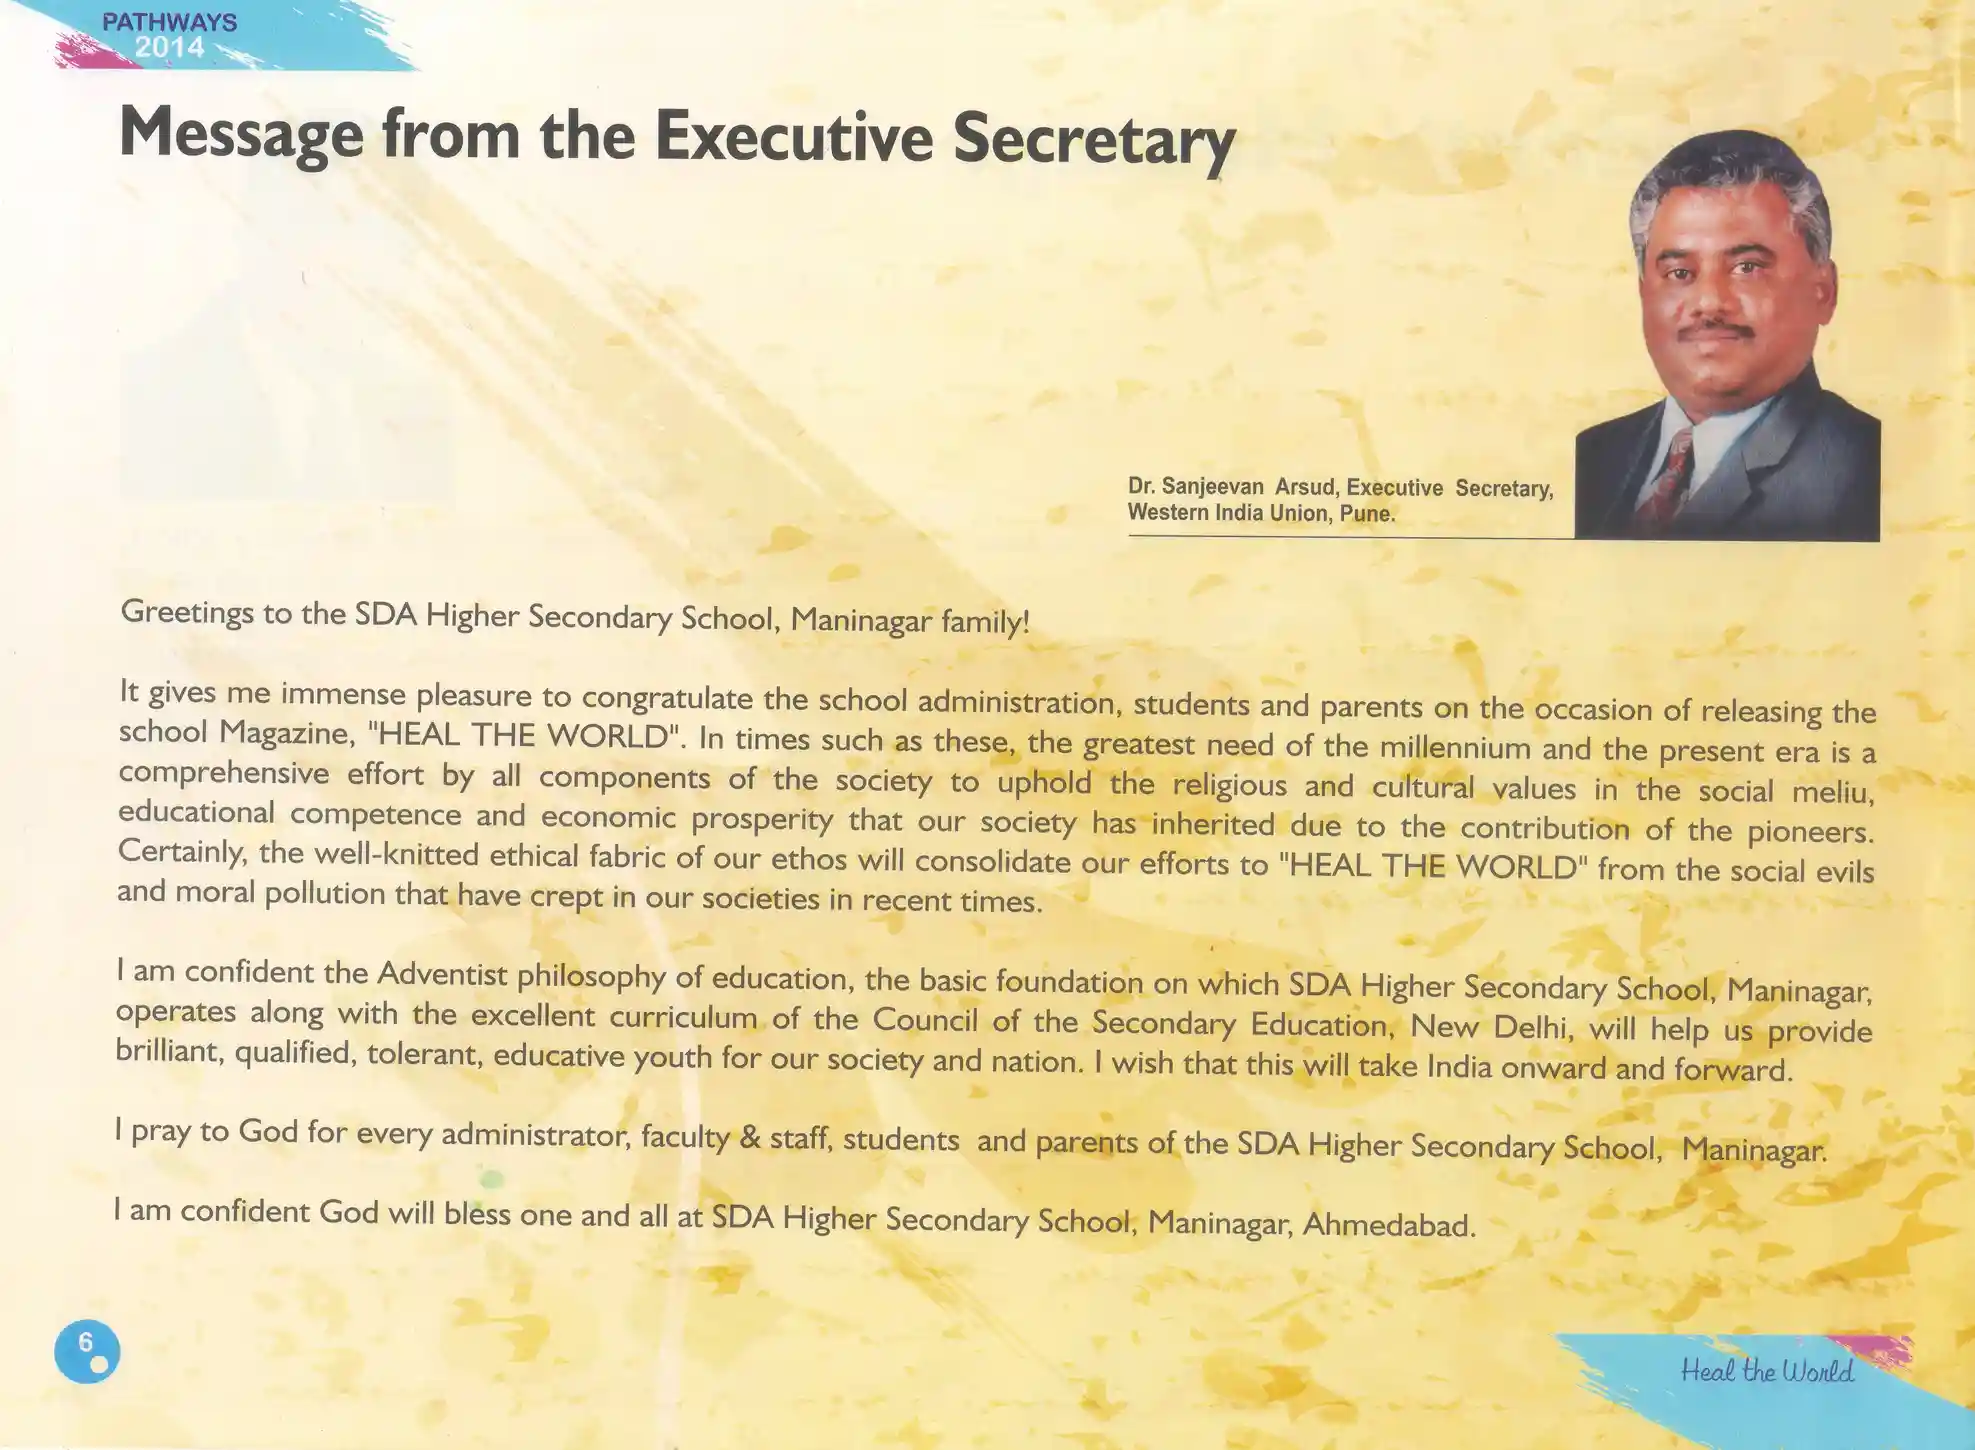 PATHWAYS
2014
Message from the Executive Secretary
Dr. Sanjeevan Arsud, Executive Secretary,
Western India Union, Pune.
Greetings to the SDA Higher Secondary School, Maninagar family!
It gives me immense pleasure to congratulate the school administration, students and parents on the occasion of releasing the
school Magazine, "HEAL THE WORLD". In times such as these, the greatest need of the millennium and the present era is a
comprehensive effort by all components of the society to uphold the religious and cultural values in the social meliu,
educational competence and economic prosperity that our society has inherited due to the contribution of the pioneers.
Certainly, the well-knitted ethical fabric of our ethos will consolidate our efforts to "HEAL THE WORLD" from the social evils
and moral pollution that have crept in our societies in recent times.
I am confident the Adventist philosophy of education, the basic foundation on which SDA Higher Secondary School, Maninagar,
operates along with the excellent curriculum of the Council of the Secondary Education, New Delhi, will help us provide
brilliant, qualified, tolerant, educative youth for our society and nation. I wish that this will take India onward and forward.
I pray to God for every administrator, faculty & staff, students and parents of the SDA Higher Secondary School, Maninagar.
I am confident God will bless one and all at SDA Higher Secondary School, Maninagar, Ahmedabad.
6
Heal the World